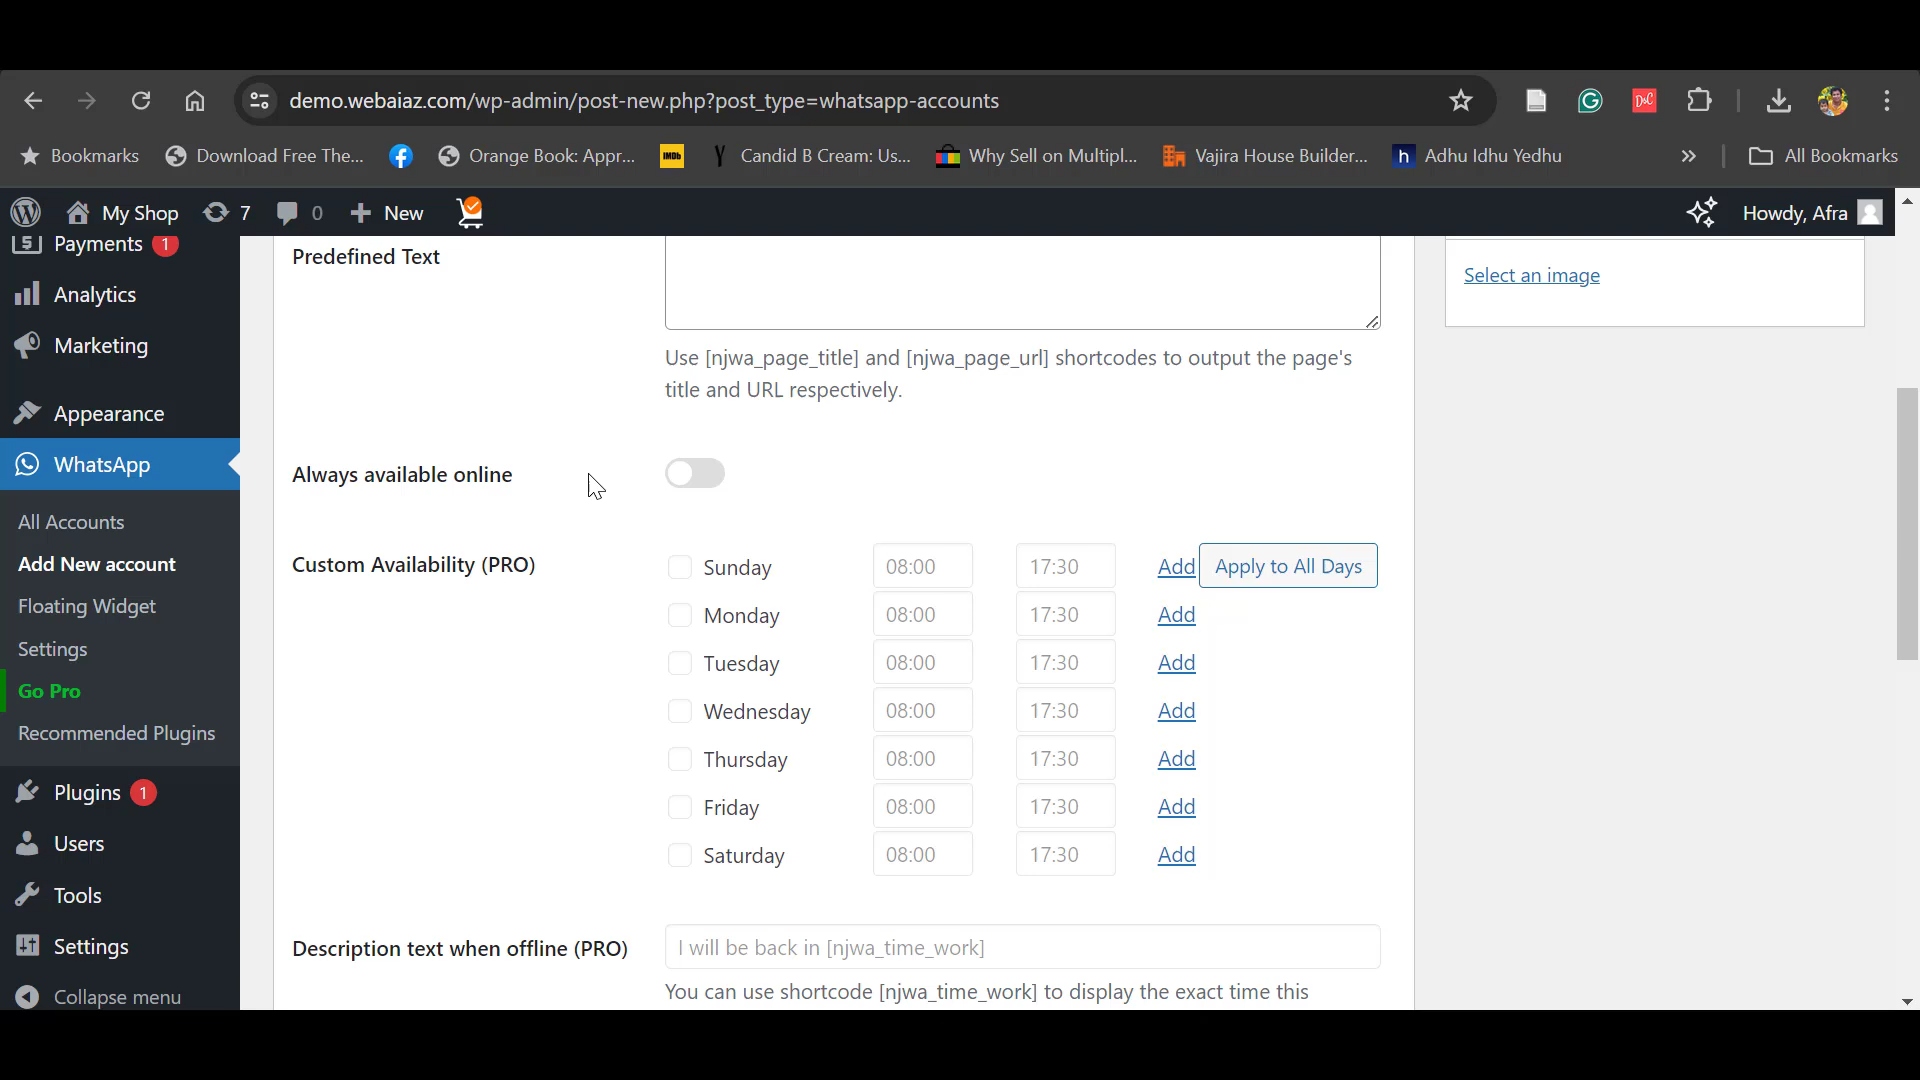 demo.webaiaz.com/wp-admin/post-new.php?post_type=whatsapp-accounts
Bookmarks
Download Free The...
Orange Book: Appr...
IMDb
Candid B Cream: Us...
Why Sell on Multipl...
Vajira House Builder...
h
Adhu Idhu Yedhu
All Bookmarks
My Shop
7
0
New
Howdy, Afra
Payments 1
Analytics
Marketing
Appearance
WhatsApp
All Accounts
Add New account
Floating Widget
Settings
Go Pro
Recommended Plugins
Plugins 1
Users
Tools
Settings
Collapse menu
Predefined Text
Use [njwa_page_title] and [njwa_page_url] shortcodes to output the page's
title and URL respectively.
Always available online
Custom Availability (PRO)
Sunday 08:00 17:30 Add Apply to All Days
Monday 08:00 17:30 Add
Tuesday 08:00 17:30 Add
Wednesday 08:00 17:30 Add
Thursday 08:00 17:30 Add
Friday 08:00 17:30 Add
Saturday 08:00 17:30 Add
Description text when offline (PRO)
I will be back in [njwa_time_work]
You can use shortcode [njwa_time_work] to display the exact time this
Select an image